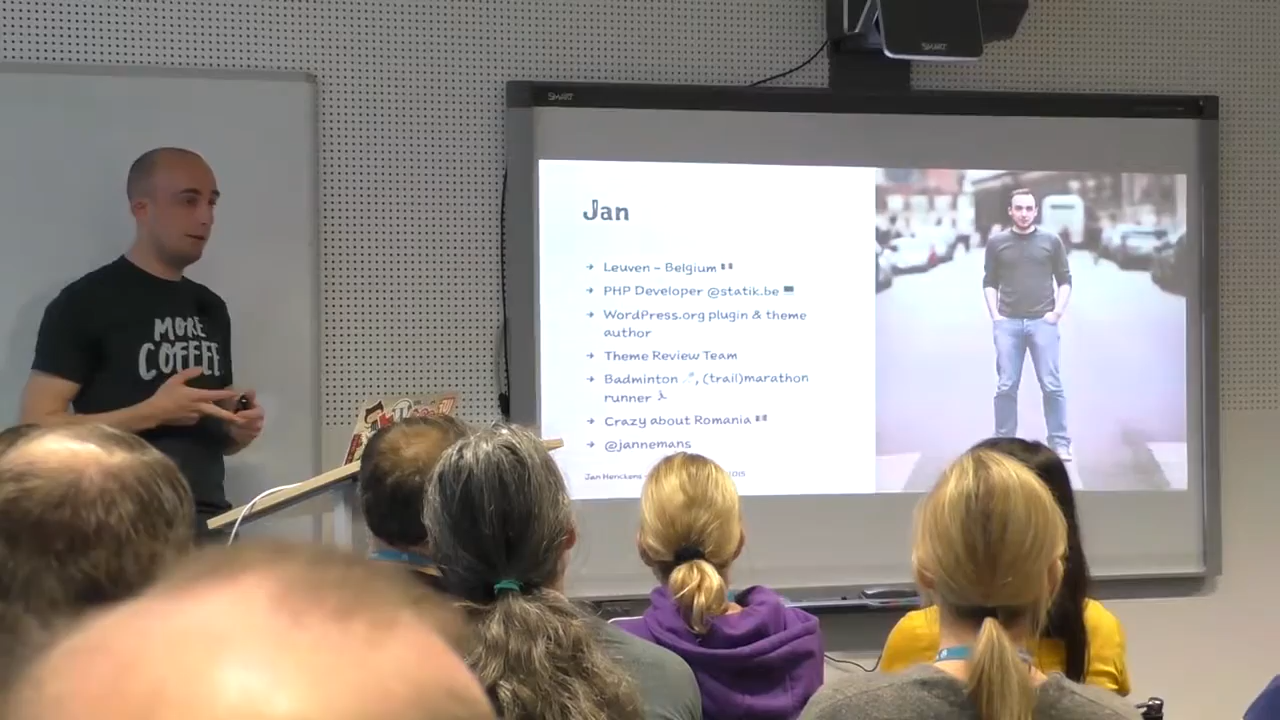 SMART
SMART
Jan
→ Leuven – Belgium
→ PHP Developer @statik.be
→ WordPress.org plugin & theme
author
→ Theme Review Team
→ Badminton , (trail)marathon
runner
→ Crazy about Romania
→ @jannemans
Jan Henckens
MORE
COFFEE